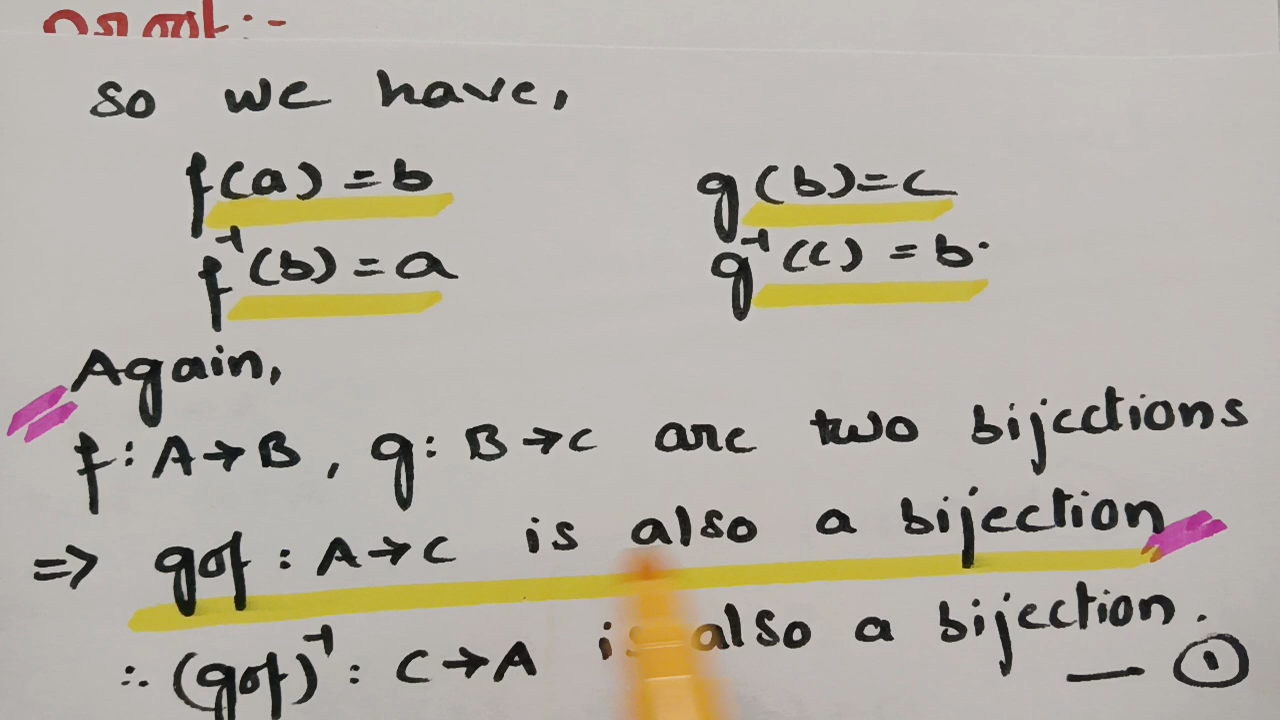 so we have,
f(a) = b g(b)=c
f⁻¹(b) = a g⁻¹(c) = b.
Again,
f: A→B, g: B→C are two bijections
⇒ gof : A→C is also a bijection
∴ (gof)⁻¹ : C→A is also a bijection.
— ①